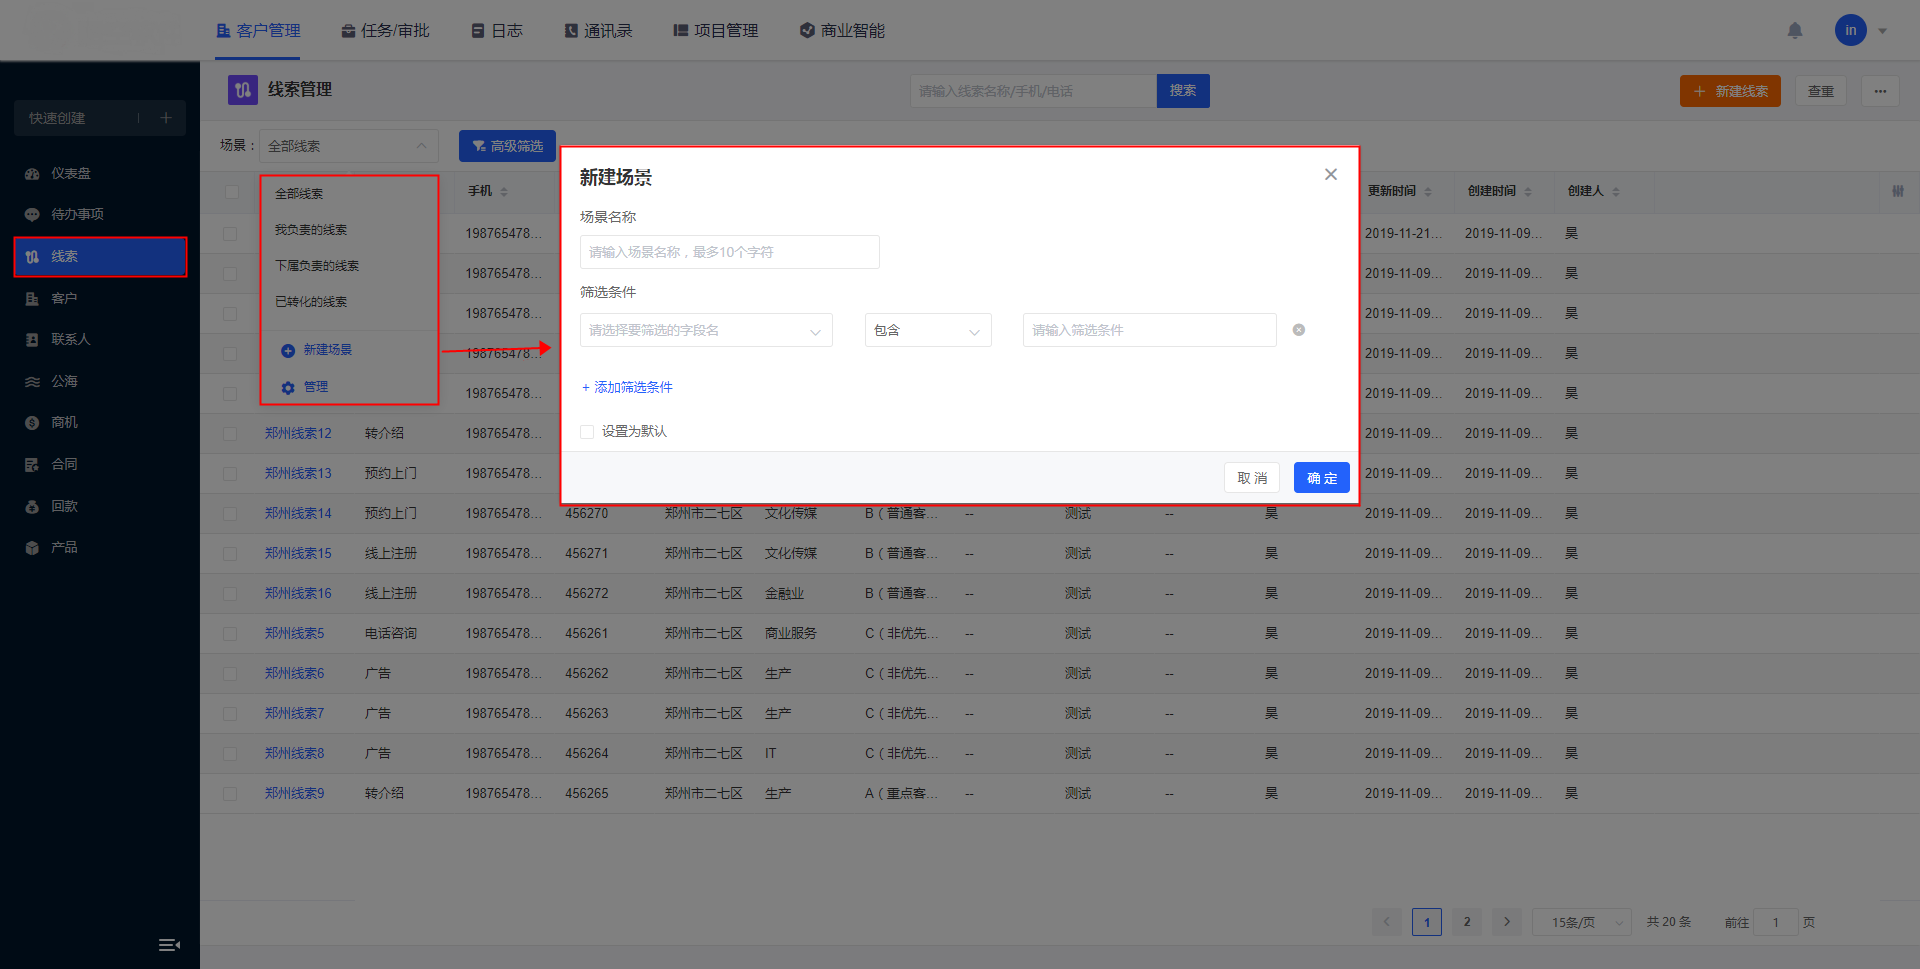 客户管理 任务/审批 日志 通讯录 项目管理 商业智能 in
线索管理 请输入线索名称/手机/电话 搜索 + 新建线索 查重 ...
快速创建 | +
仪表盘
待办事项
线索
客户
联系人
公海
商机
合同
回款
产品
场景： 全部线索 高级筛选
全部线索
我负责的线索
下属负责的线索
已转化的线索
新建场景
管理
手机 更新时间 创建时间 创建人
新建场景
场景名称
请输入场景名称，最多10个字符
筛选条件
请选择要筛选的字段名 包含 请输入筛选条件
+ 添加筛选条件
设置为默认
取消 确定
198765478... 2019-11-21... 2019-11-09... 昊
198765478... 2019-11-09... 2019-11-09... 昊
198765478... 2019-11-09... 2019-11-09... 昊
198765478... 2019-11-09... 2019-11-09... 昊
198765478... 2019-11-09... 2019-11-09... 昊
郑州线索12 转介绍 198765478... 2019-11-09... 2019-11-09... 昊
郑州线索13 预约上门 198765478... 2019-11-09... 2019-11-09... 昊
郑州线索14 预约上门 198765478... 456270 郑州市二七区 文化传媒 B（普通客... -- 测试 -- 昊 2019-11-09... 2019-11-09... 昊
郑州线索15 线上注册 198765478... 456271 郑州市二七区 文化传媒 B（普通客... -- 测试 -- 昊 2019-11-09... 2019-11-09... 昊
郑州线索16 线上注册 198765478... 456272 郑州市二七区 金融业 B（普通客... -- 测试 -- 昊 2019-11-09... 2019-11-09... 昊
郑州线索5 电话咨询 198765478... 456261 郑州市二七区 商业服务 C（非优先... -- 测试 -- 昊 2019-11-09... 2019-11-09... 昊
郑州线索6 广告 198765478... 456262 郑州市二七区 生产 C（非优先... -- 测试 -- 昊 2019-11-09... 2019-11-09... 昊
郑州线索7 广告 198765478... 456263 郑州市二七区 生产 C（非优先... -- 测试 -- 昊 2019-11-09... 2019-11-09... 昊
郑州线索8 广告 198765478... 456264 郑州市二七区 IT C（非优先... -- 测试 -- 昊 2019-11-09... 2019-11-09... 昊
郑州线索9 转介绍 198765478... 456265 郑州市二七区 生产 A（重点客... -- 测试 -- 昊 2019-11-09... 2019-11-09... 昊
1 2 15条/页 共 20 条 前往 1 页